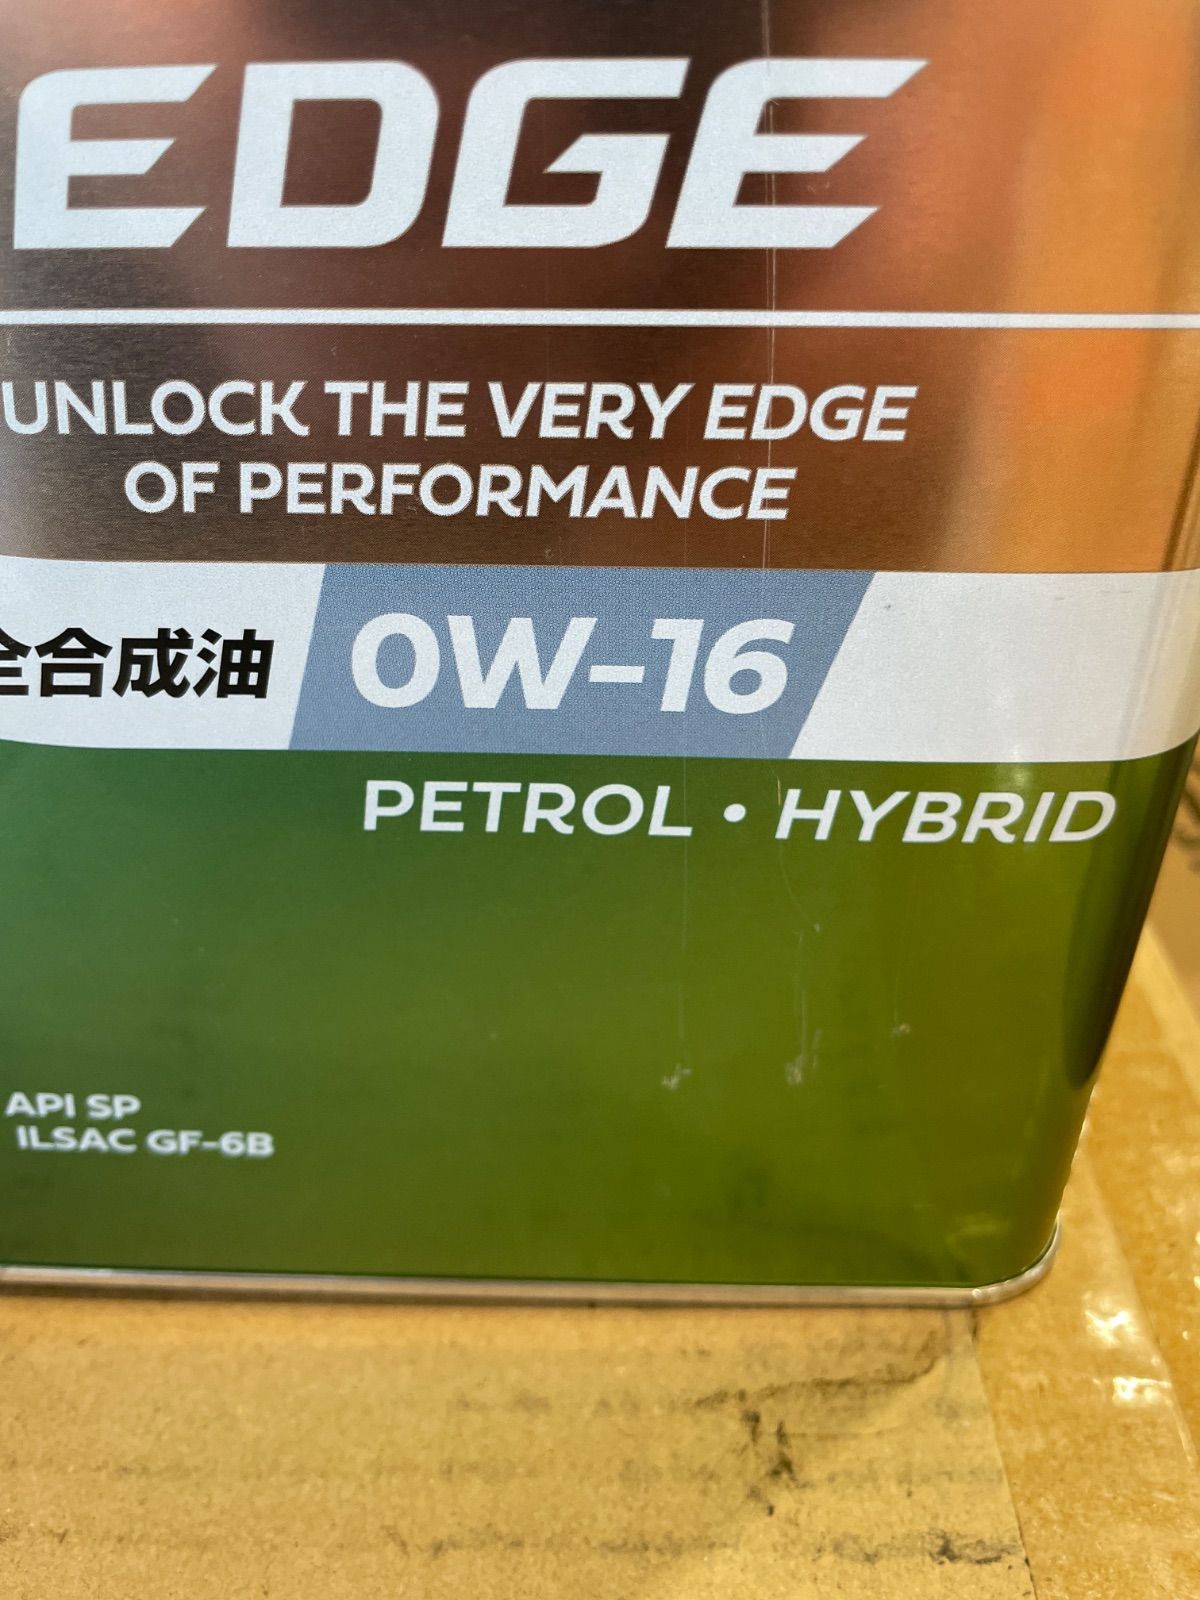 EDGE
UNLOCK THE VERY EDGE
OF PERFORMANCE
全合成油 0W-16
PETROL • HYBRID
API SP
ILSAC GF-6B